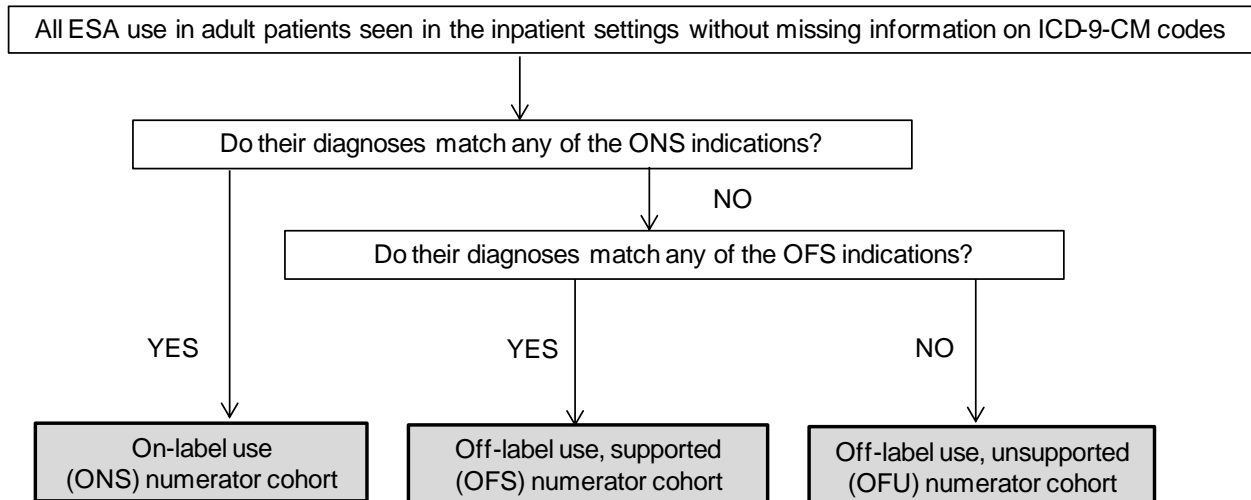 All ESA use in adult patients seen in the inpatient settings without missing information on ICD-9-CM codes
Do their diagnoses match any of the ONS indications?
NO
Do their diagnoses match any of the OFS indications?
YES
YES
NO
On-label use
(ONS) numerator cohort
Off-label use, supported
(OFS) numerator cohort
Off-label use, unsupported
(OFU) numerator cohort